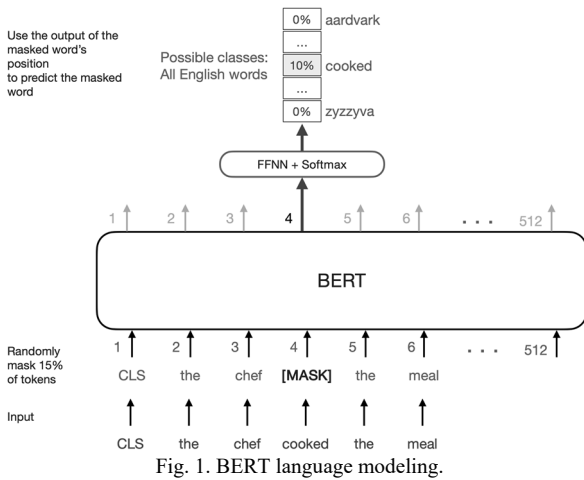 Use the output of the
masked word's
position
to predict the masked
word
Possible classes:
All English words
0% aardvark
...
10% cooked
...
0% zyzzyva
FFNN + Softmax
1 2 3 4 5 6 . . . 512
BERT
Randomly
mask 15%
of tokens
1 2 3 4 5 6 . . . 512
CLS the chef [MASK] the meal
Input
CLS the chef cooked the meal
Fig. 1. BERT language modeling.